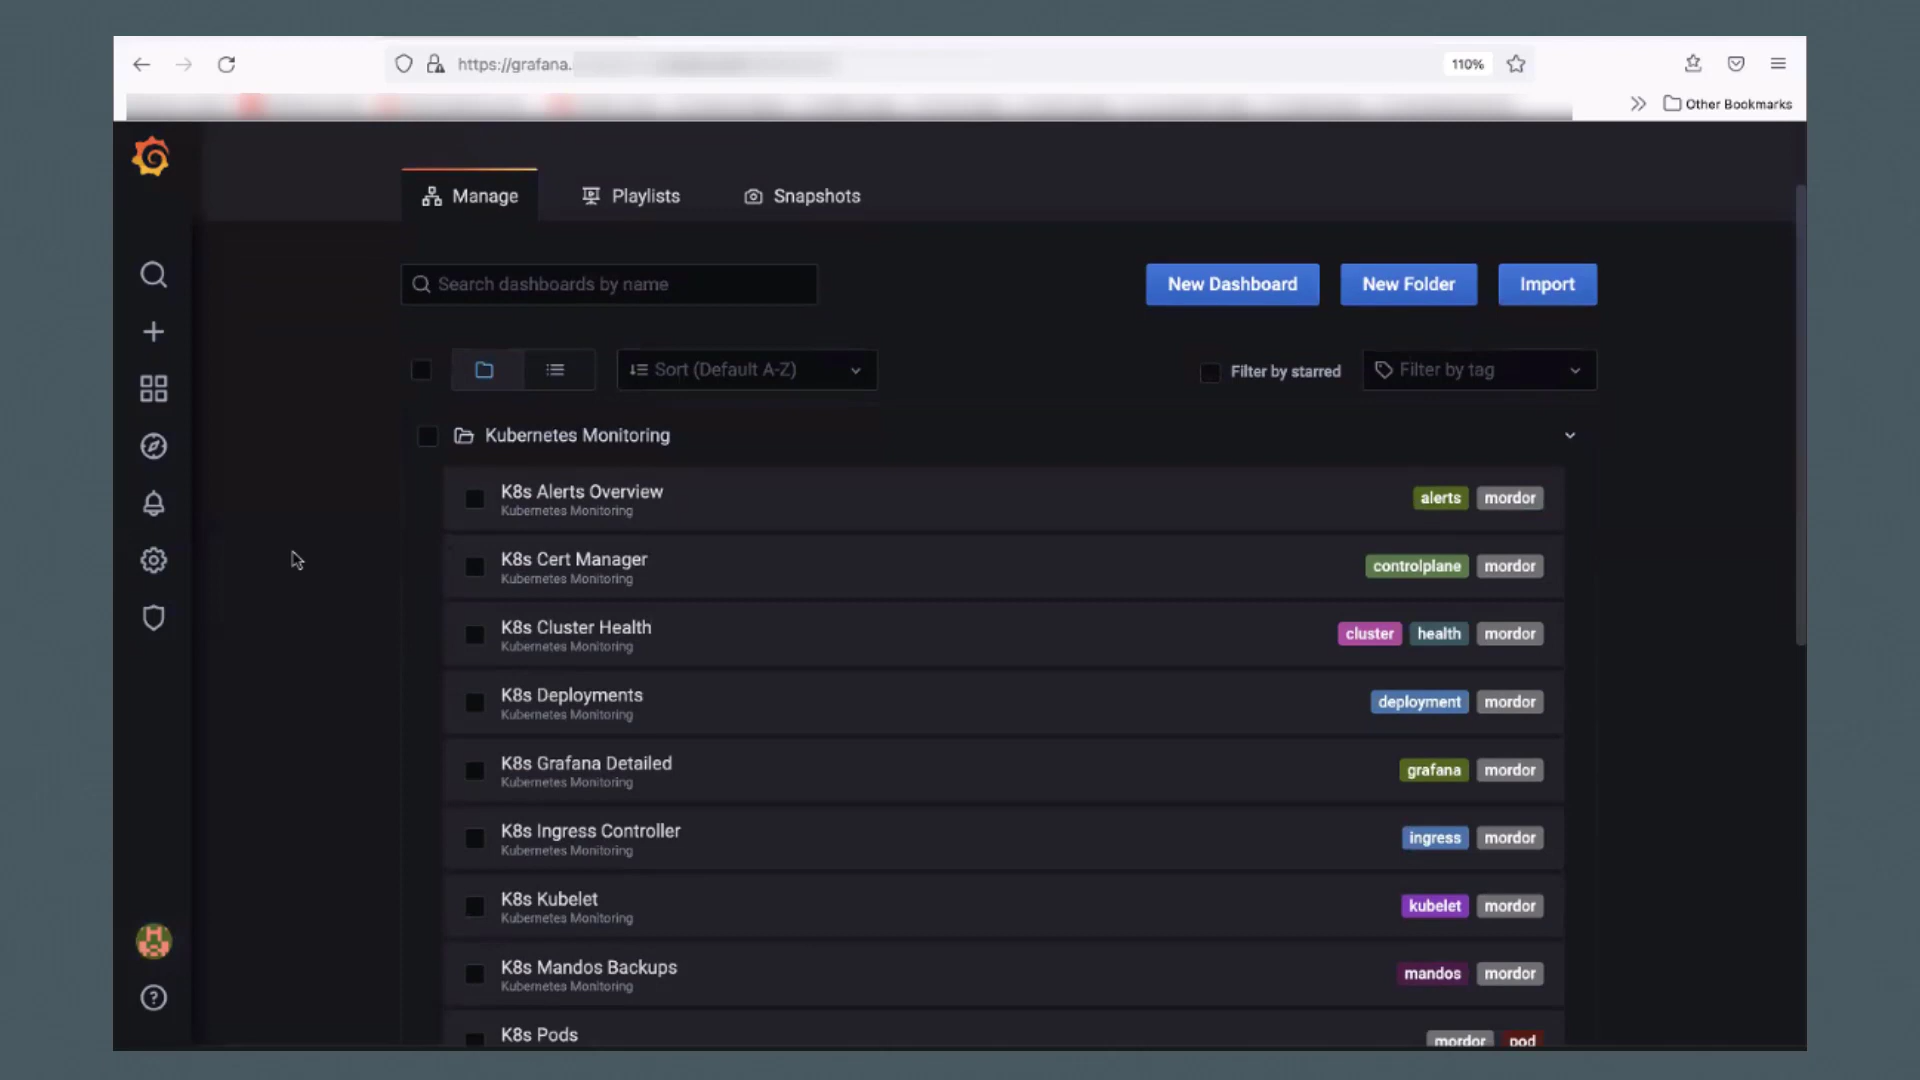 https://grafana.
110%
Other Bookmarks
Manage
Playlists
Snapshots
Search dashboards by name
New Dashboard
New Folder
Import
Sort (Default A-Z)
Filter by starred
Filter by tag
Kubernetes Monitoring
K8s Alerts Overview
Kubernetes Monitoring
alerts mordor
K8s Cert Manager
Kubernetes Monitoring
controlplane mordor
K8s Cluster Health
Kubernetes Monitoring
cluster health mordor
K8s Deployments
Kubernetes Monitoring
deployment mordor
K8s Grafana Detailed
Kubernetes Monitoring
grafana mordor
K8s Ingress Controller
Kubernetes Monitoring
ingress mordor
K8s Kubelet
Kubernetes Monitoring
kubelet mordor
K8s Mandos Backups
Kubernetes Monitoring
mandos mordor
K8s Pods
mordor pod